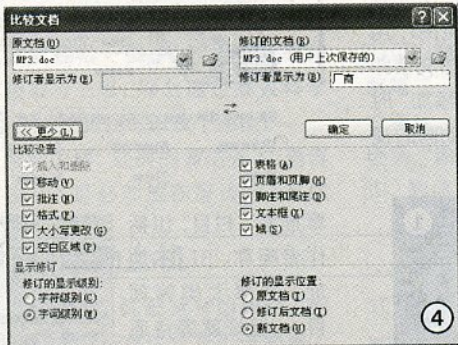 比较文档
原文档(O)
修订的文档(R)
MP3.doc
MP3.doc (用户上次保存的)
修订者显示为(E)
修订者显示为(B) 厂商
<< 更少(L)
确定
取消
比较设置
插入和删除
表格(A)
移动(V)
页眉和页脚(H)
批注(N)
脚注和尾注(D)
格式(F)
文本框(X)
大小写更改(G)
域(S)
空白区域(P)
显示修订
修订的显示级别:
修订的显示位置:
字符级别(C)
原文档(T)
字词级别(W)
修订后文档(I)
新文档(U)
4